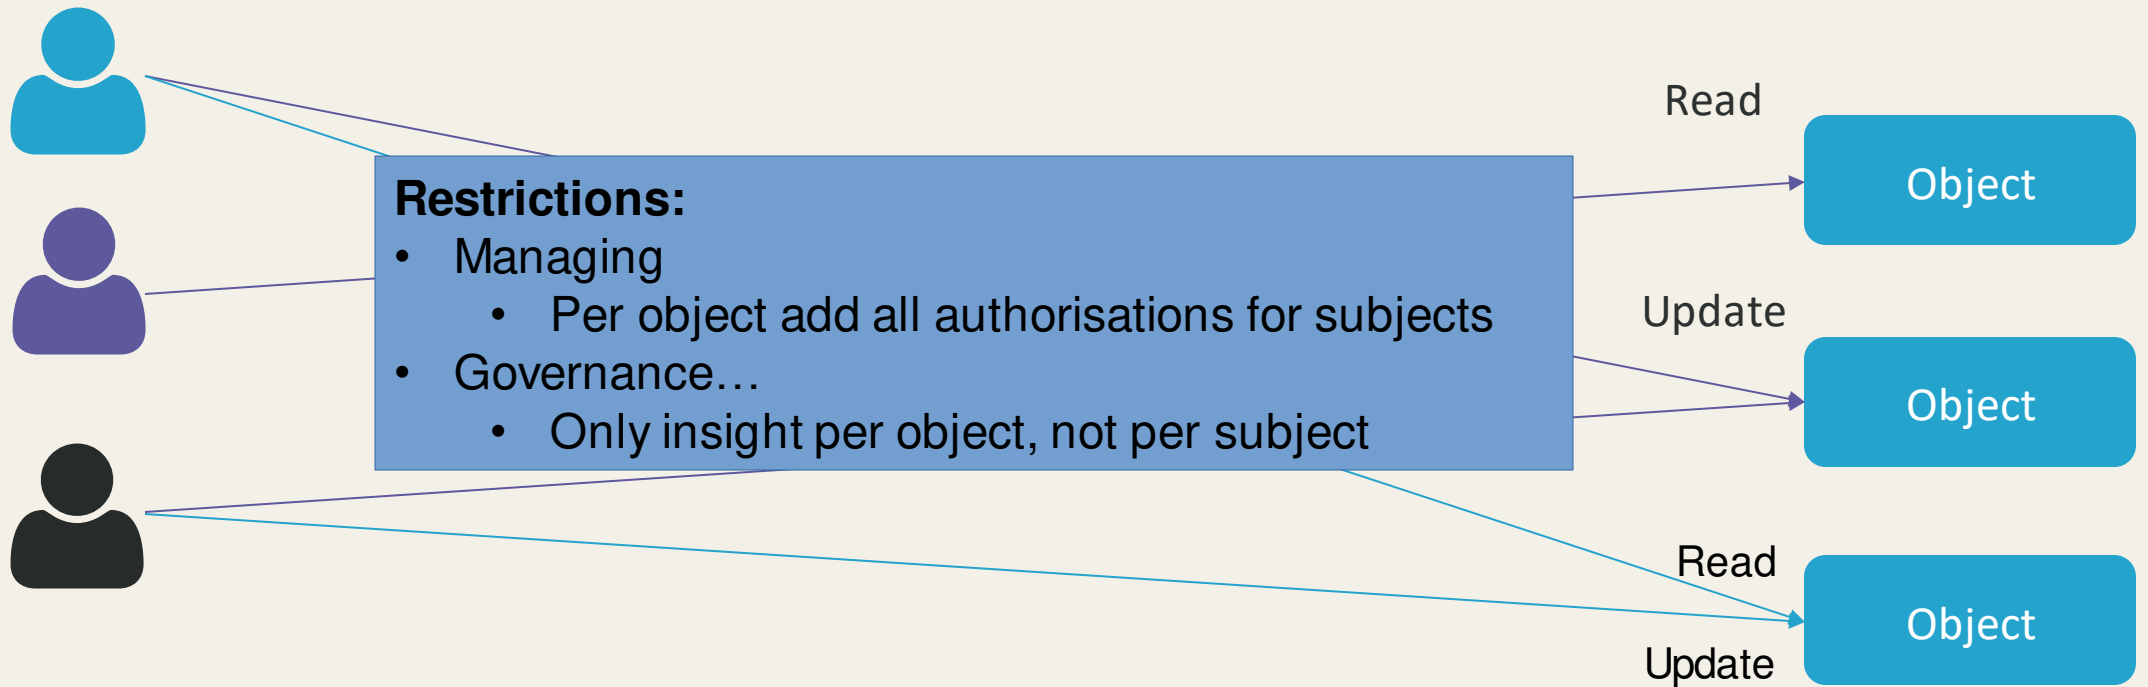 Read
Object
Restrictions:
• Managing
• Per object add all authorisations for subjects
• Governance…
• Only insight per object, not per subject
Update
Object
Read
Object
Update